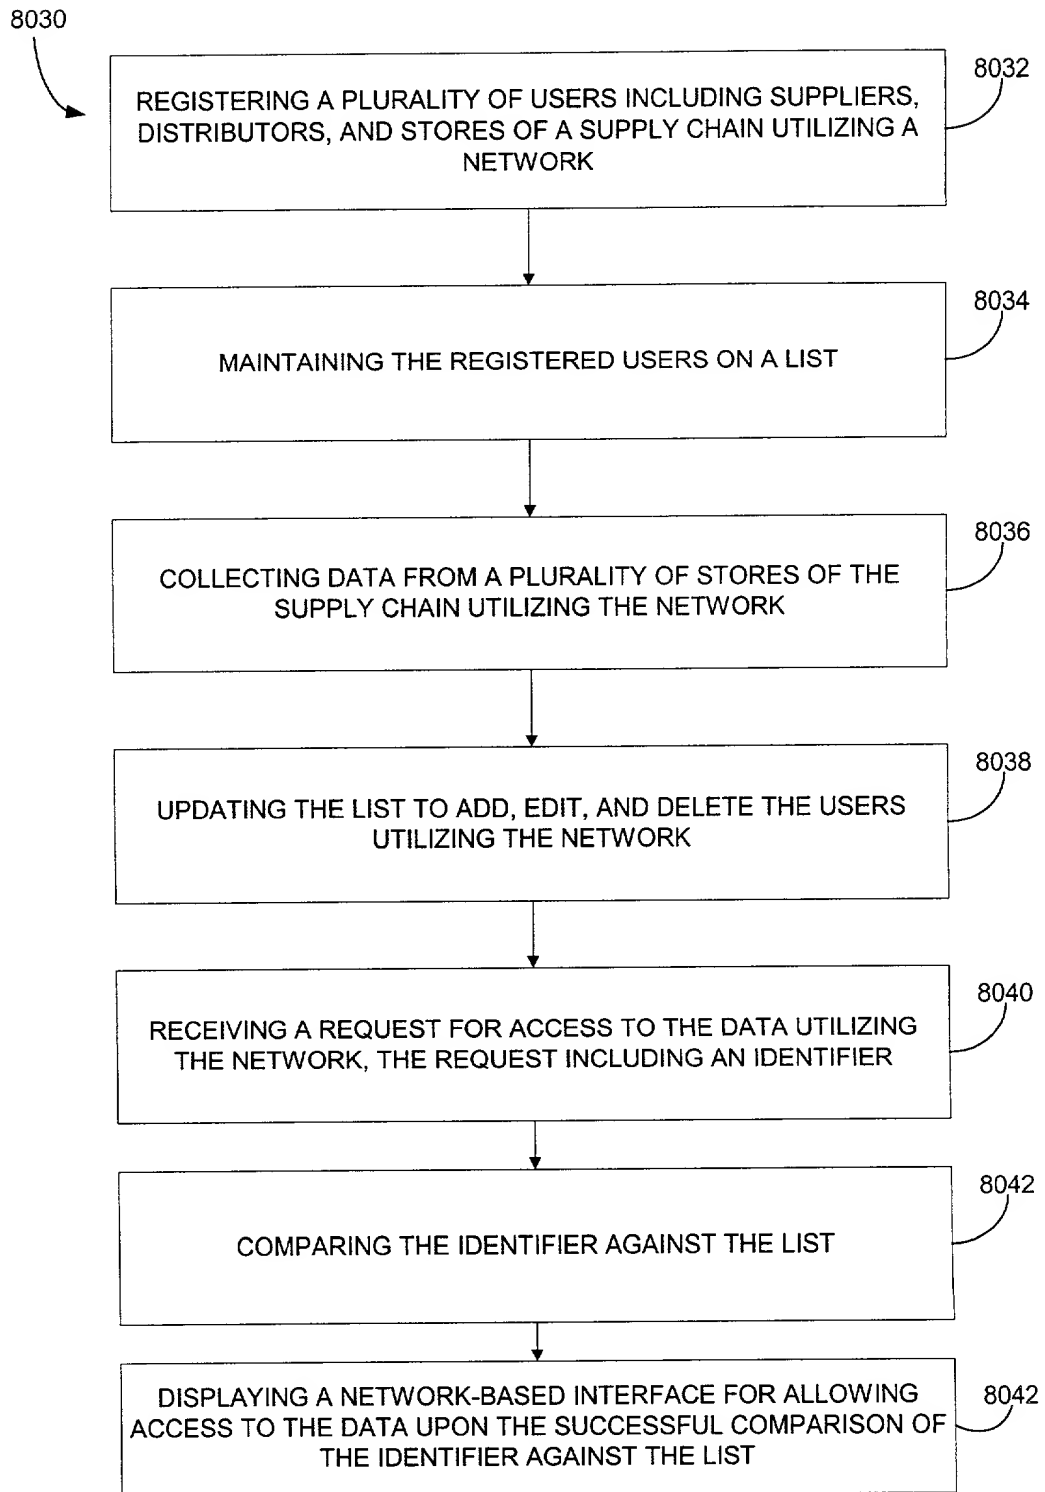 8030
8032
REGISTERING A PLURALITY OF USERS INCLUDING SUPPLIERS,
DISTRIBUTORS, AND STORES OF A SUPPLY CHAIN UTILIZING A
NETWORK
8034
MAINTAINING THE REGISTERED USERS ON A LIST
8036
COLLECTING DATA FROM A PLURALITY OF STORES OF THE
SUPPLY CHAIN UTILIZING THE NETWORK
8038
UPDATING THE LIST TO ADD, EDIT, AND DELETE THE USERS
UTILIZING THE NETWORK
8040
RECEIVING A REQUEST FOR ACCESS TO THE DATA UTILIZING
THE NETWORK, THE REQUEST INCLUDING AN IDENTIFIER
8042
COMPARING THE IDENTIFIER AGAINST THE LIST
8042
DISPLAYING A NETWORK-BASED INTERFACE FOR ALLOWING
ACCESS TO THE DATA UPON THE SUCCESSFUL COMPARISON OF
THE IDENTIFIER AGAINST THE LIST